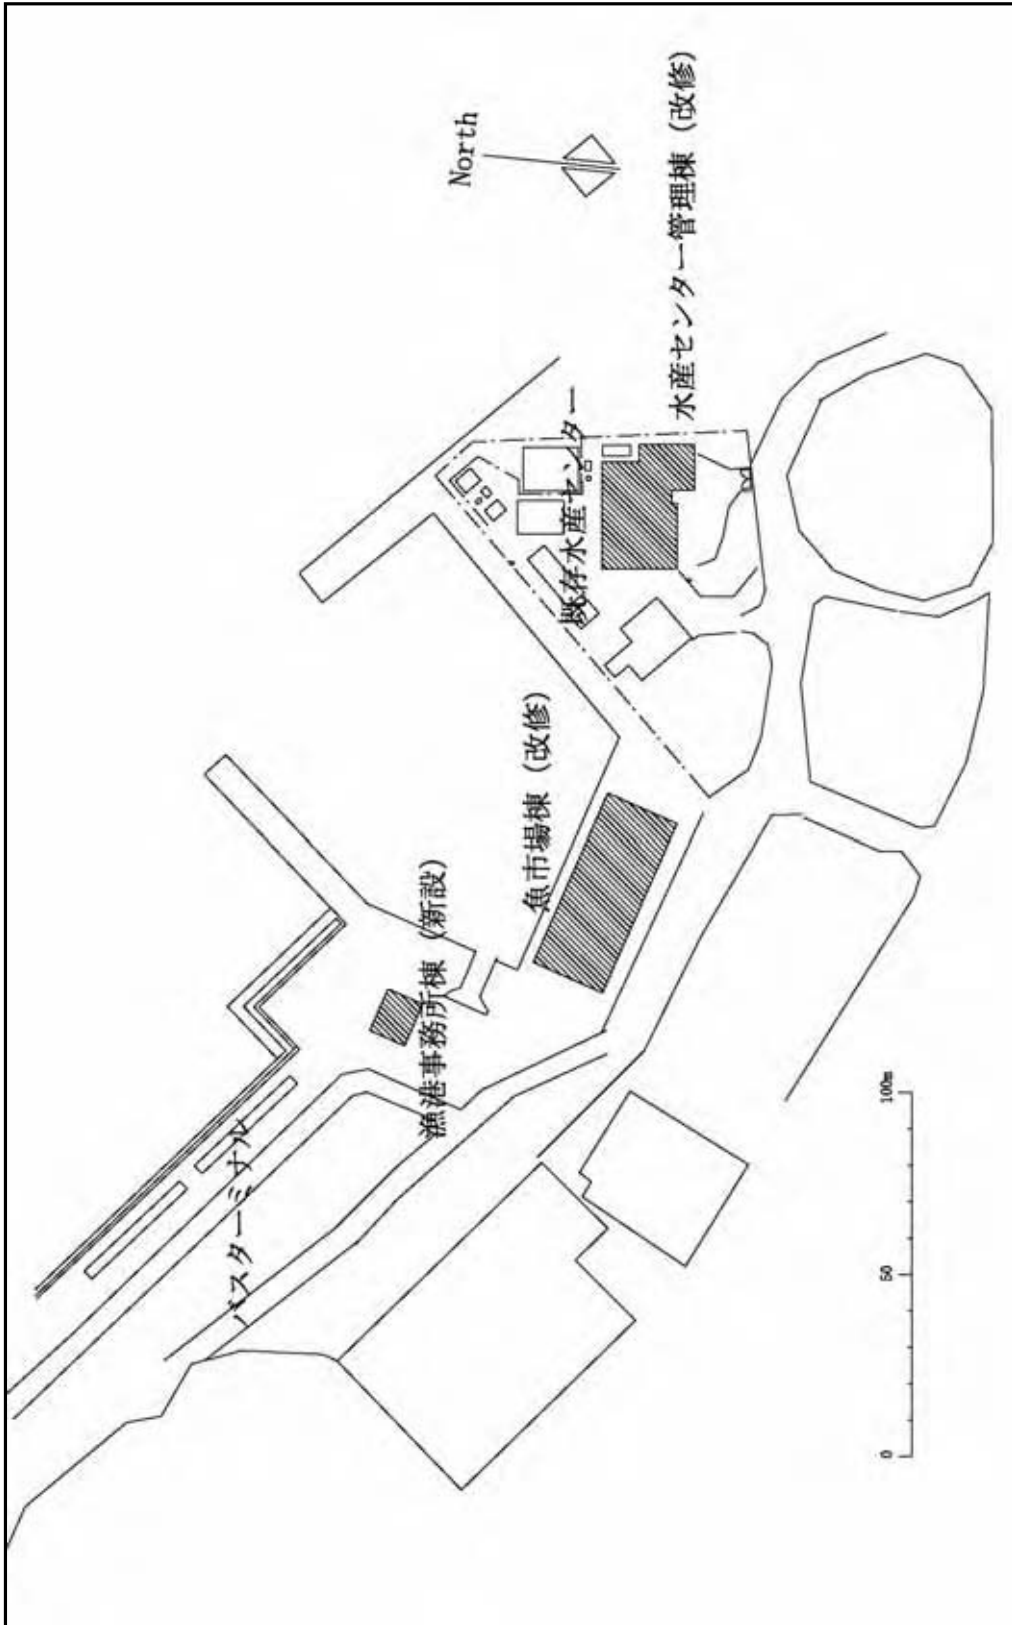 North
水産センター管理棟 (改修)
既存水産センター
魚市場棟 (改修)
漁港事務所棟 (新設)
バスターミナル
0 50 100m